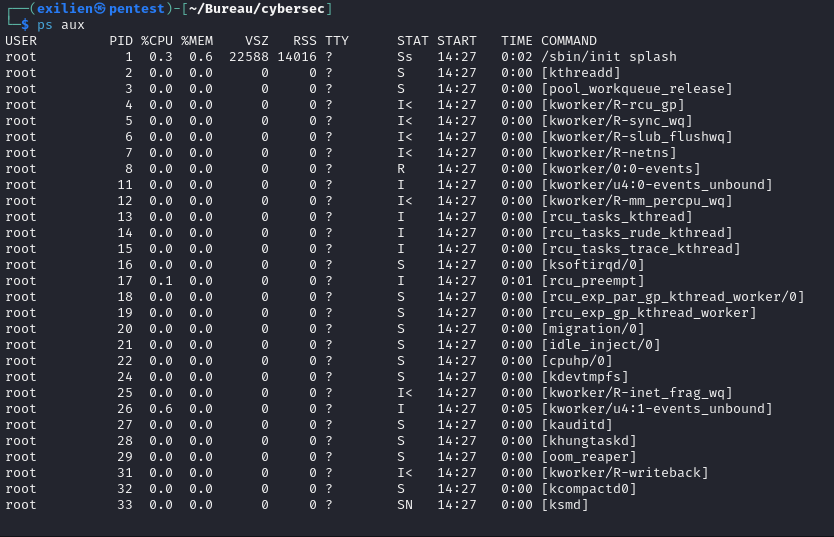 ┌──(exilien㉿pentest)-[~/Bureau/cybersec]
└─$ ps aux
USER         PID %CPU %MEM    VSZ   RSS TTY      STAT START   TIME COMMAND
root           1  0.3  0.6  22588 14016 ?        Ss   14:27   0:02 /sbin/init splash
root           2  0.0  0.0      0     0 ?        S    14:27   0:00 [kthreadd]
root           3  0.0  0.0      0     0 ?        S    14:27   0:00 [pool_workqueue_release]
root           4  0.0  0.0      0     0 ?        I<   14:27   0:00 [kworker/R-rcu_gp]
root           5  0.0  0.0      0     0 ?        I<   14:27   0:00 [kworker/R-sync_wq]
root           6  0.0  0.0      0     0 ?        I<   14:27   0:00 [kworker/R-slub_flushwq]
root           7  0.0  0.0      0     0 ?        I<   14:27   0:00 [kworker/R-netns]
root           8  0.0  0.0      0     0 ?        R    14:27   0:00 [kworker/0:0-events]
root          11  0.0  0.0      0     0 ?        I    14:27   0:00 [kworker/u4:0-events_unbound]
root          12  0.0  0.0      0     0 ?        I<   14:27   0:00 [kworker/R-mm_percpu_wq]
root          13  0.0  0.0      0     0 ?        I    14:27   0:00 [rcu_tasks_kthread]
root          14  0.0  0.0      0     0 ?        I    14:27   0:00 [rcu_tasks_rude_kthread]
root          15  0.0  0.0      0     0 ?        I    14:27   0:00 [rcu_tasks_trace_kthread]
root          16  0.0  0.0      0     0 ?        S    14:27   0:00 [ksoftirqd/0]
root          17  0.1  0.0      0     0 ?        I    14:27   0:01 [rcu_preempt]
root          18  0.0  0.0      0     0 ?        S    14:27   0:00 [rcu_exp_par_gp_kthread_worker/0]
root          19  0.0  0.0      0     0 ?        S    14:27   0:00 [rcu_exp_gp_kthread_worker]
root          20  0.0  0.0      0     0 ?        S    14:27   0:00 [migration/0]
root          21  0.0  0.0      0     0 ?        S    14:27   0:00 [idle_inject/0]
root          22  0.0  0.0      0     0 ?        S    14:27   0:00 [cpuhp/0]
root          24  0.0  0.0      0     0 ?        S    14:27   0:00 [kdevtmpfs]
root          25  0.0  0.0      0     0 ?        I<   14:27   0:00 [kworker/R-inet_frag_wq]
root          26  0.6  0.0      0     0 ?        I    14:27   0:05 [kworker/u4:1-events_unbound]
root          27  0.0  0.0      0     0 ?        S    14:27   0:00 [kauditd]
root          28  0.0  0.0      0     0 ?        S    14:27   0:00 [khungtaskd]
root          29  0.0  0.0      0     0 ?        S    14:27   0:00 [oom_reaper]
root          31  0.0  0.0      0     0 ?        I<   14:27   0:00 [kworker/R-writeback]
root          32  0.0  0.0      0     0 ?        S    14:27   0:00 [kcompactd0]
root          33  0.0  0.0      0     0 ?        SN   14:27   0:00 [ksmd]